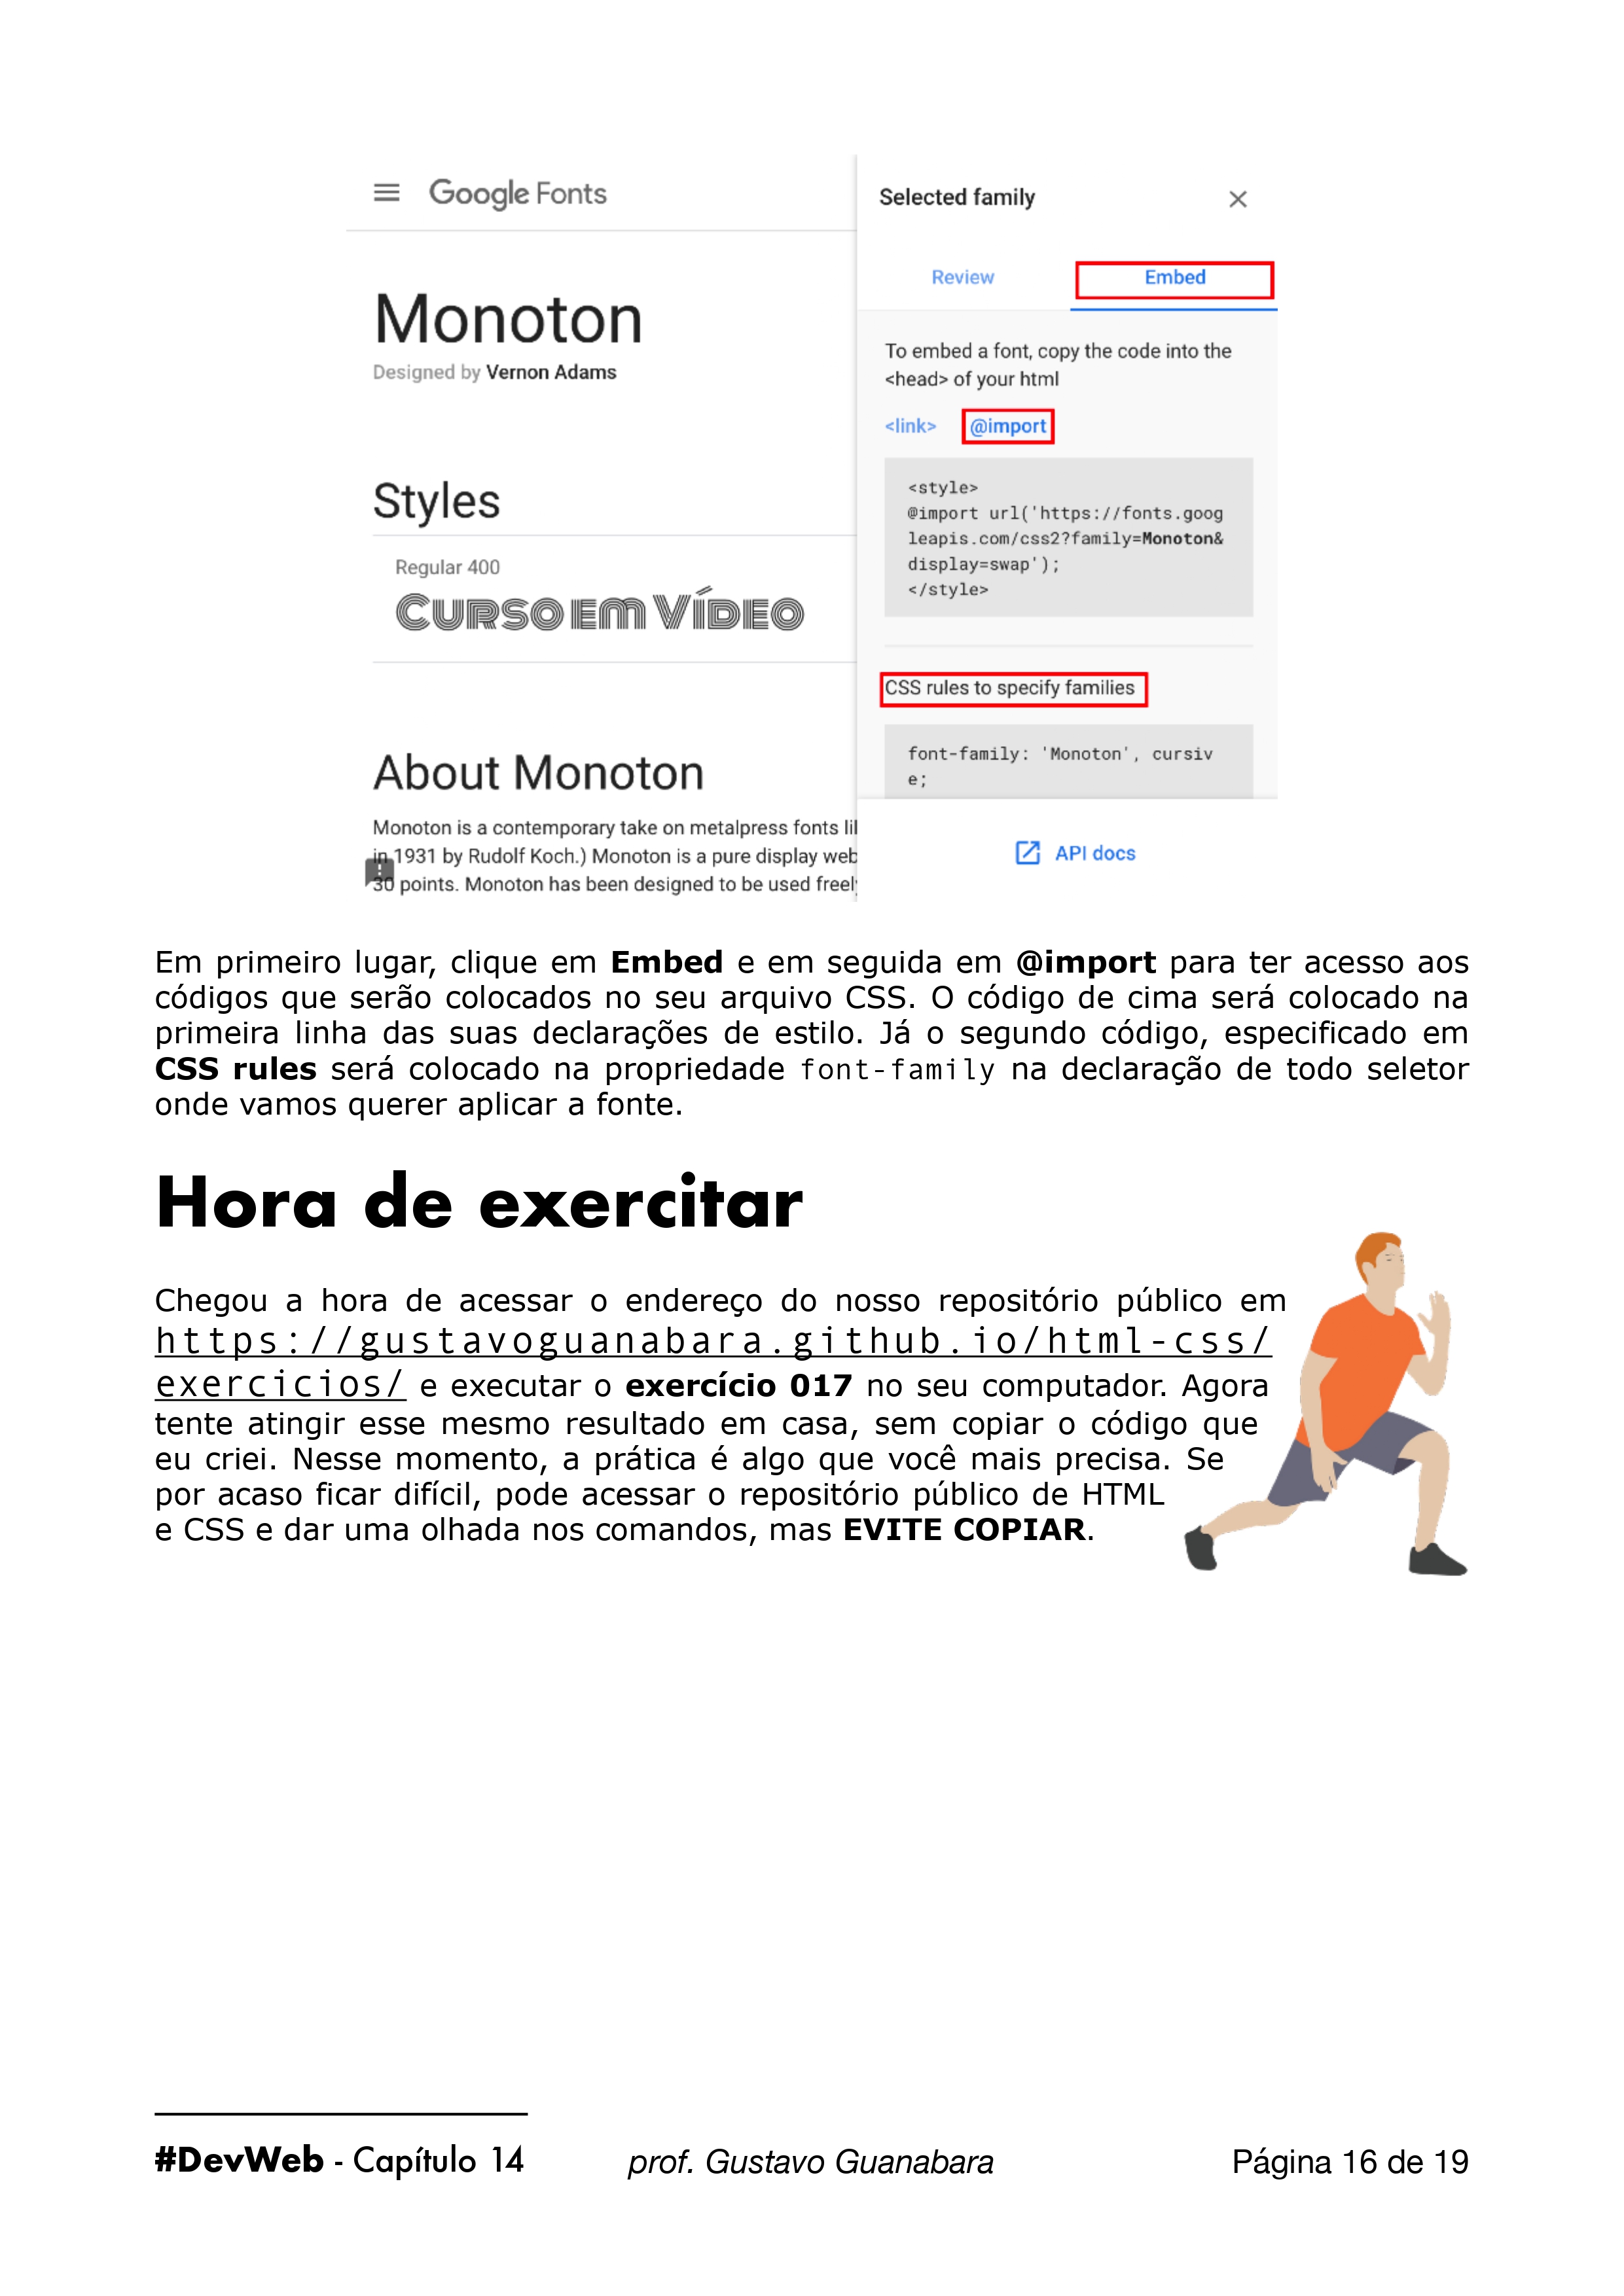 Google Fonts
Monoton
Designed by Vernon Adams
Styles
Regular 400
CURSO EM VÍDEO
About Monoton
Monoton is a contemporary take on metalpress fonts
in 1931 by Rudolf Koch.) Monoton is a pure display web
30 points. Monoton has been designed to be used freel
Selected family
Review
Embed
To embed a font, copy the code into the
<head> of your html
<link>
@import
<style>
@import url('https://fonts.goog
leapis.com/css2?family=Monoton&
display=swap');
</style>
CSS rules to specify families
font-family: 'Monoton', cursiv
e;
API docs
Em primeiro lugar, clique em Embed e em seguida em @import para ter acesso aos
códigos que serão colocados no seu arquivo CSS. O código de cima será colocado na
primeira linha das suas declarações de estilo. Já o segundo código, especificado em
CSS rules será colocado na propriedade font-family na declaração de todo seletor
onde vamos querer aplicar a fonte.
Hora de exercitar
Chegou a hora de acessar o endereço do nosso repositório público em
https://gustavoguanabara.github.io/html-css/
exercicios/ e executar o exercício 017 no seu computador. Agora
tente atingir esse mesmo resultado em casa, sem copiar o código que
eu criei. Nesse momento, a prática é algo que você mais precisa. Se
por acaso ficar difícil, pode acessar o repositório público de HTML
e CSS e dar uma olhada nos comandos, mas EVITE COPIAR.
#DevWeb - Capítulo 14
prof. Gustavo Guanabara
Página 16 de 19